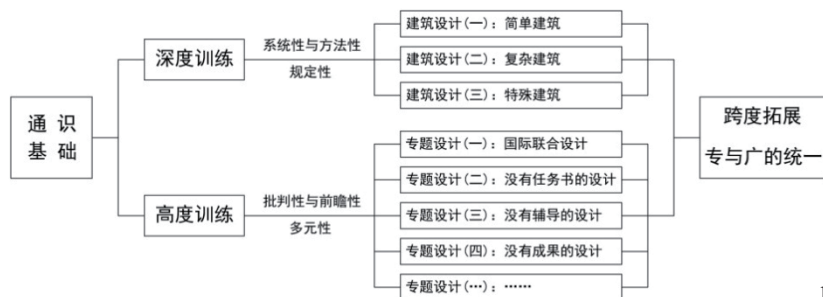 通 识
基 础
深度训练
系统性与方法性
规定性
建筑设计(一)：简单建筑
建筑设计(二)：复杂建筑
建筑设计(三)：特殊建筑
高度训练
批判性与前瞻性
多元性
专题设计(一)：国际联合设计
专题设计(二)：没有任务书的设计
专题设计(三)：没有辅导的设计
专题设计(四)：没有成果的设计
专题设计(…)：……
跨度拓展
专与广的统一